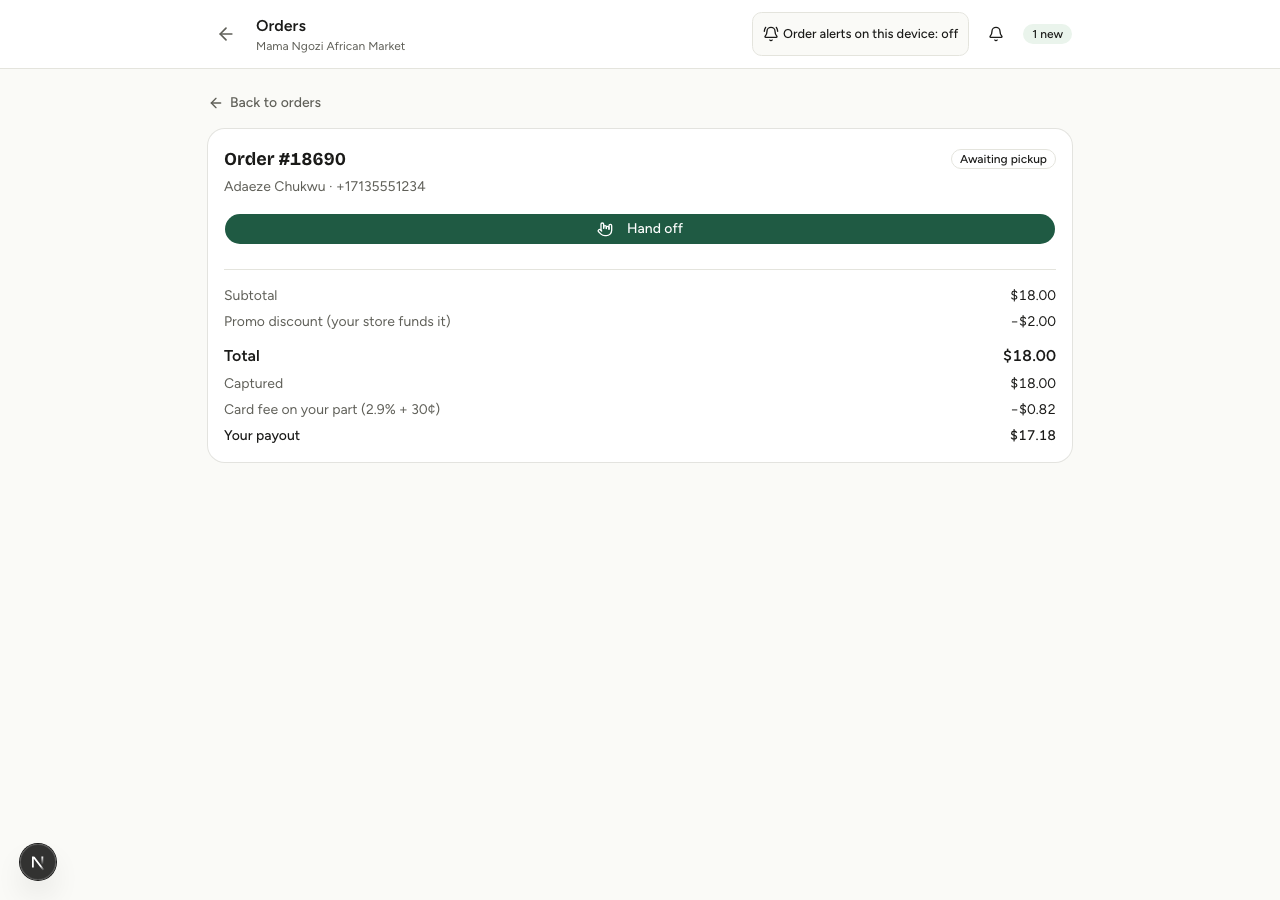 Orders
Mama Ngozi African Market
Order alerts on this device: off
1 new
Back to orders
Order #18690
Awaiting pickup
Adaeze Chukwu · +17135551234
Hand off
Subtotal $18.00
Promo discount (your store funds it) −$2.00
Total $18.00
Captured $18.00
Card fee on your part (2.9% + 30¢) −$0.82
Your payout $17.18
N